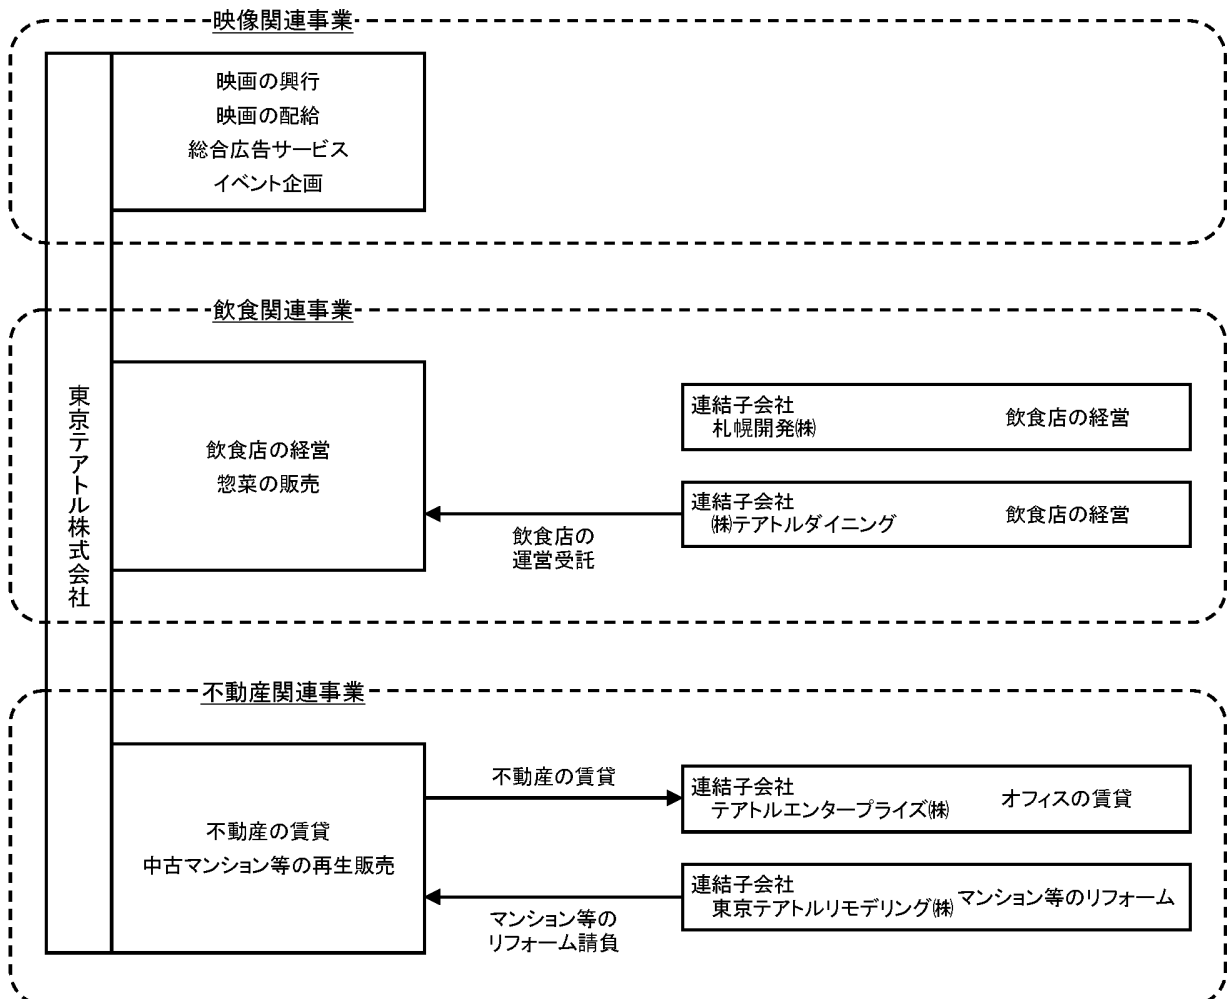 映像関連事業
映画の興行
映画の配給
総合広告サービス
イベント企画
東京テアトル株式会社
飲食関連事業
飲食店の経営
惣菜の販売
連結子会社
札幌開発㈱
飲食店の経営
連結子会社
㈱テアトルダイニング
飲食店の経営
飲食店の
運営受託
不動産関連事業
不動産の賃貸
中古マンション等の再生販売
不動産の賃貸
連結子会社
テアトルエンタープライズ㈱
オフィスの賃貸
連結子会社
東京テアトルリモデリング㈱
マンション等のリフォーム
マンション等の
リフォーム請負